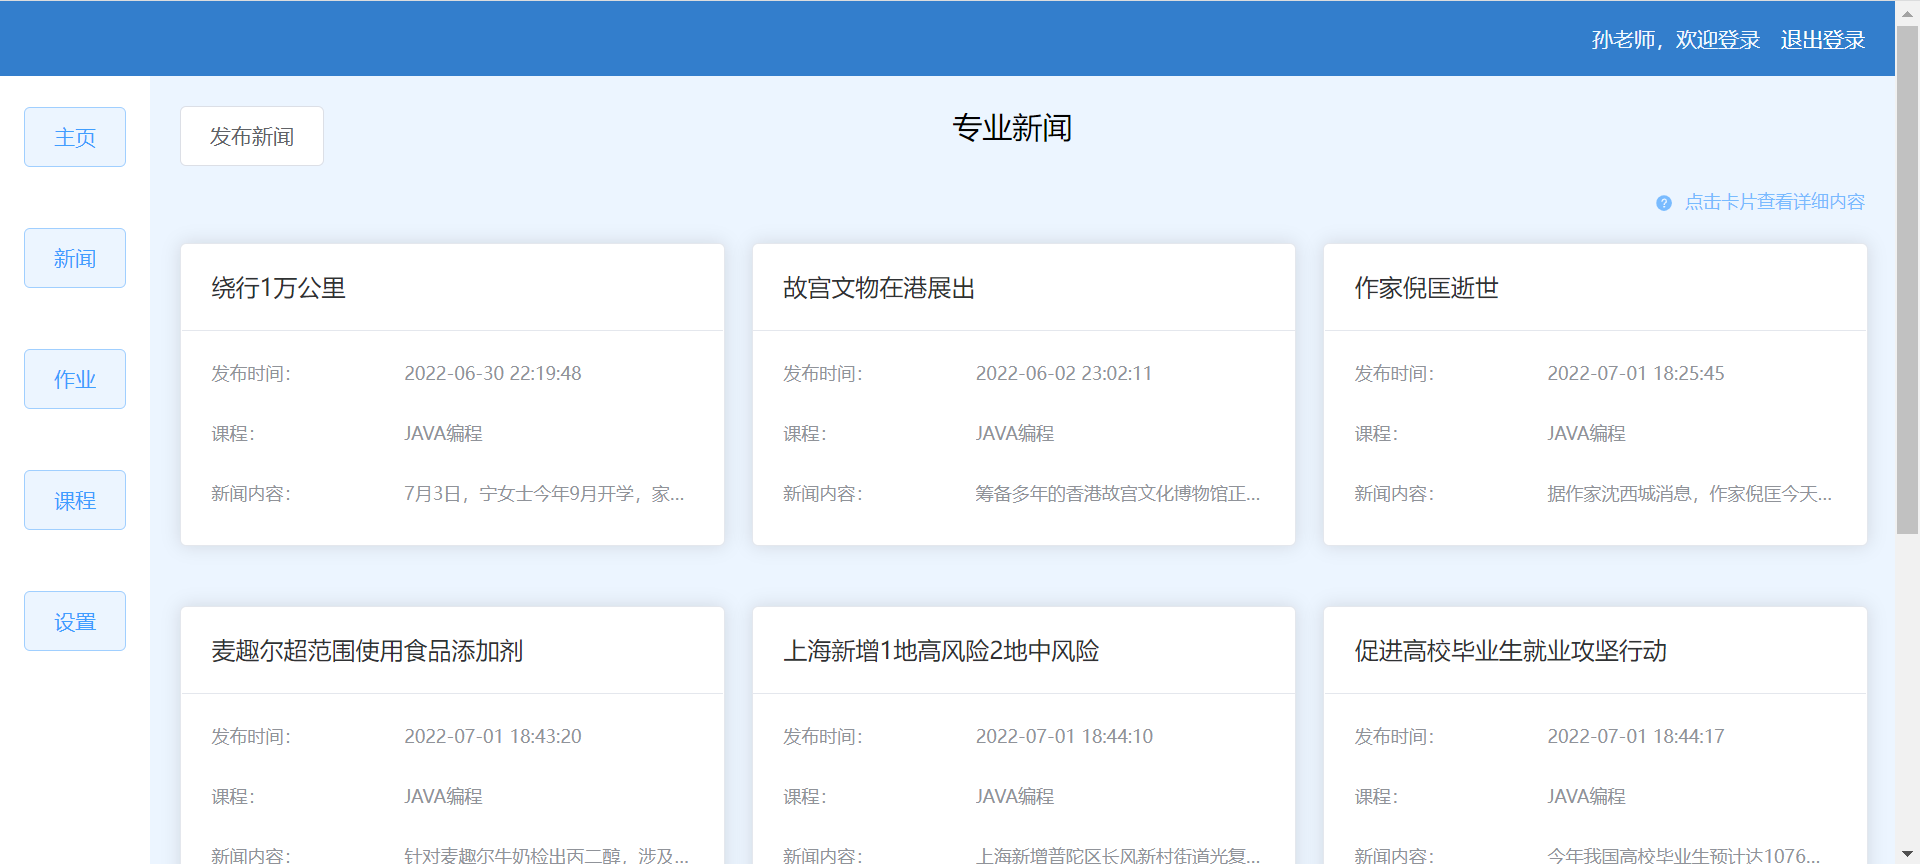 孙老师，欢迎登录 退出登录
主页
新闻
作业
课程
设置
发布新闻
专业新闻
点击卡片查看详细内容
绕行1万公里
发布时间： 2022-06-30 22:19:48
课程： JAVA编程
新闻内容： 7月3日，宁女士今年9月开学，家...
故宫文物在港展出
发布时间： 2022-06-02 23:02:11
课程： JAVA编程
新闻内容： 筹备多年的香港故宫文化博物馆正...
作家倪匡逝世
发布时间： 2022-07-01 18:25:45
课程： JAVA编程
新闻内容： 据作家沈西城消息，作家倪匡今天...
麦趣尔超范围使用食品添加剂
发布时间： 2022-07-01 18:43:20
课程： JAVA编程
新闻内容： 针对麦趣尔牛奶检出丙二醇，涉及...
上海新增1地高风险2地中风险
发布时间： 2022-07-01 18:44:10
课程： JAVA编程
新闻内容： 上海新增普陀区长风新村街道光复...
促进高校毕业生就业攻坚行动
发布时间： 2022-07-01 18:44:17
课程： JAVA编程
新闻内容： 今年我国高校毕业生预计达1076...